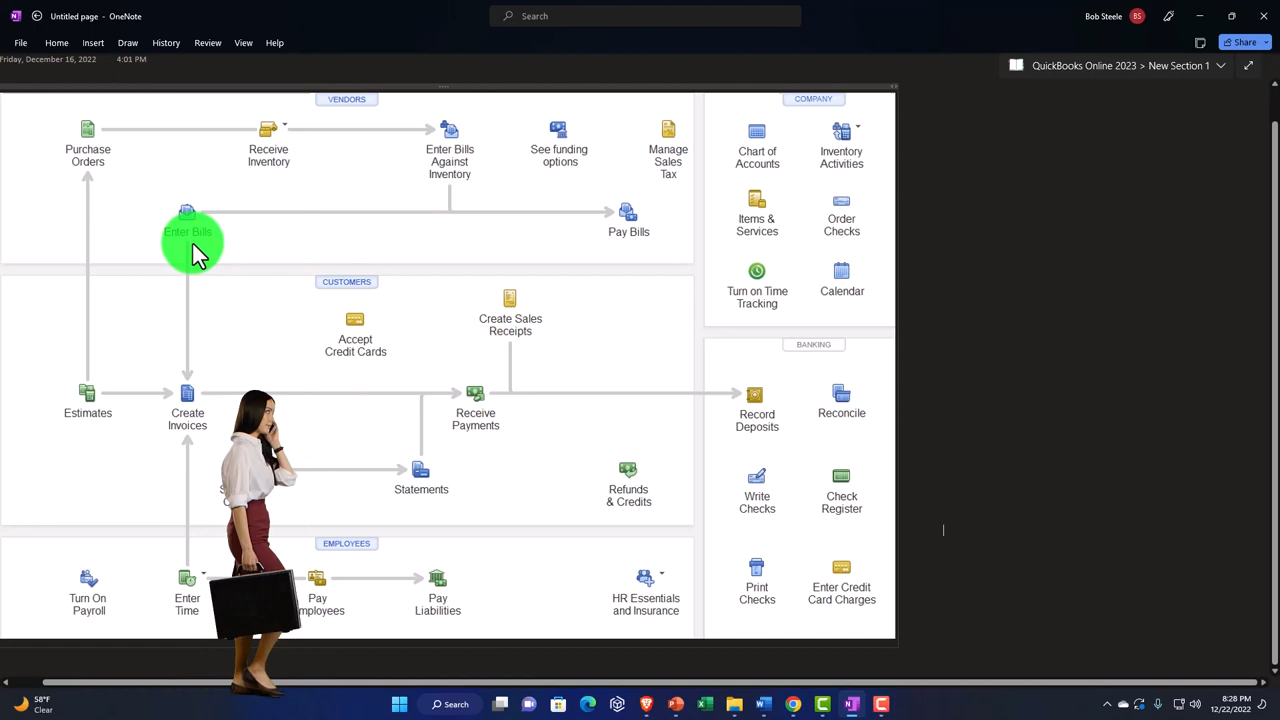 Untitled page - OneNote
Search
Bob Steele
BS
File
Home
Insert
Draw
History
Review
View
Help
Share
Friday, December 16, 2022
4:01 PM
QuickBooks Online 2023 > New Section 1
VENDORS
COMPANY
Purchase
Orders
Receive
Inventory
Enter Bills
Against
Inventory
See funding
options
Manage
Sales
Tax
Chart of
Accounts
Inventory
Activities
Enter Bills
Pay Bills
Items &
Services
Order
Checks
Turn on Time
Tracking
Calendar
CUSTOMERS
Accept
Credit Cards
Create Sales
Receipts
BANKING
Estimates
Create
Invoices
Receive
Payments
Record
Deposits
Reconcile
Statements
Refunds
& Credits
Write
Checks
Check
Register
EMPLOYEES
Turn On
Payroll
Enter
Time
Pay
Pay
Liabilities
HR Essentials
and Insurance
Print
Checks
Enter Credit
Card Charges
58°F
Clear
Search
8:28 PM
12/22/2022